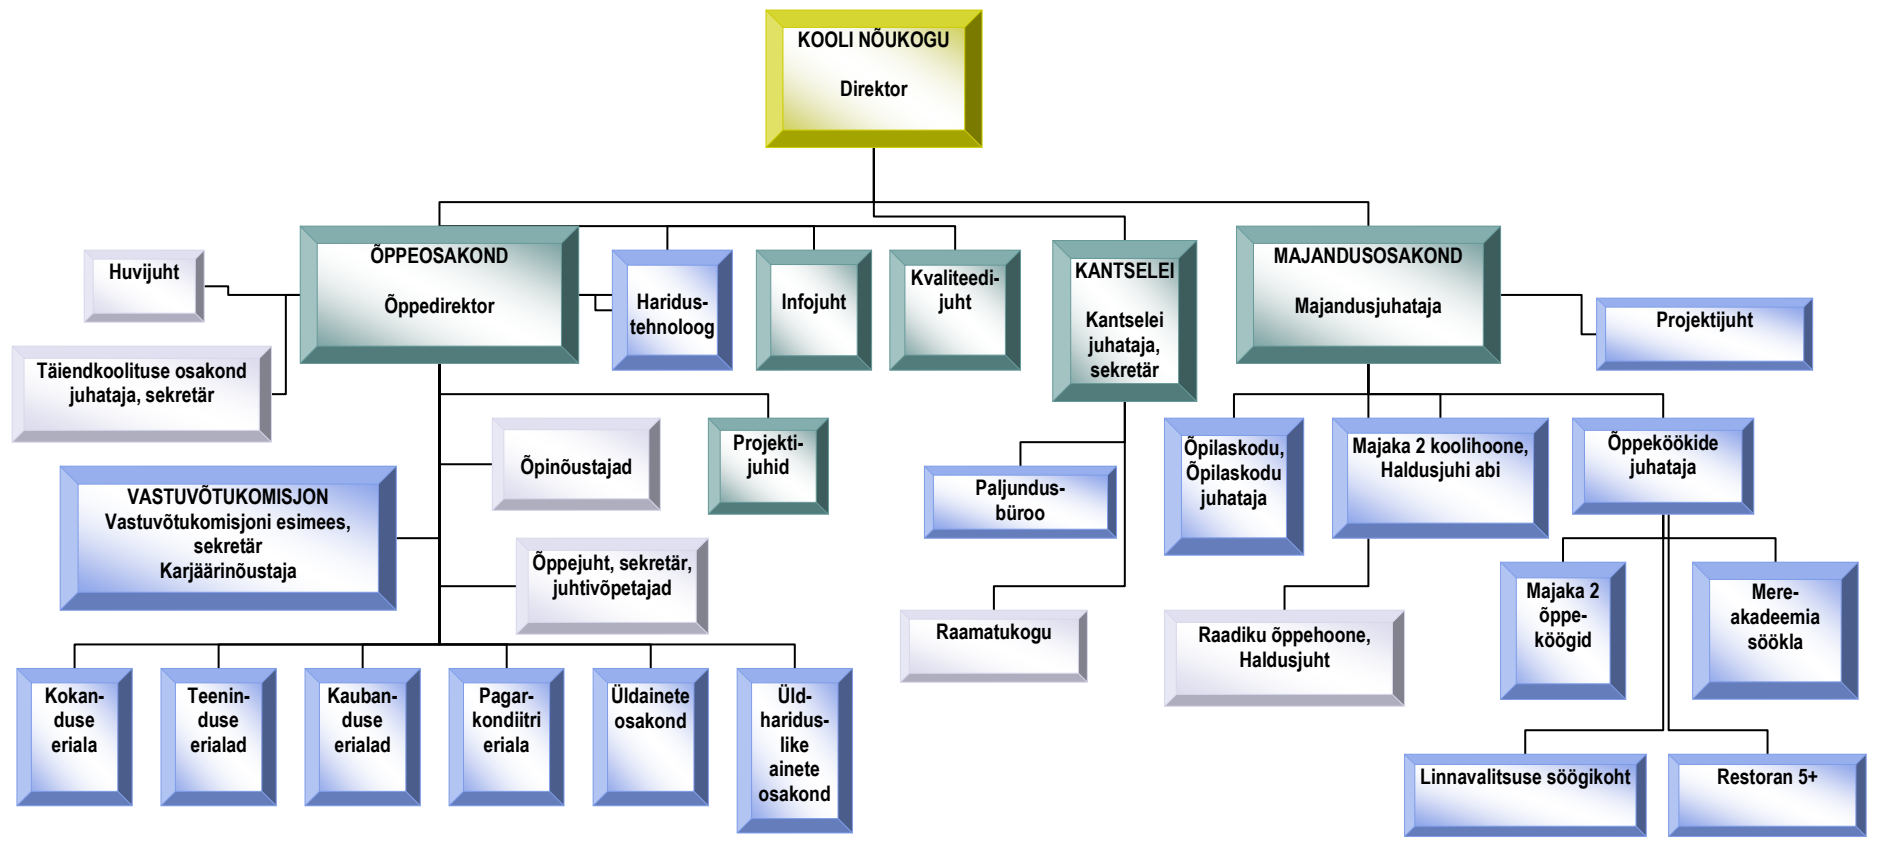 KOOLI NÕUKOGU
Direktor
Huvijuht
ÕPPEOSAKOND
Õppedirektor
Haridus-
tehnoloog
Infojuht
Kvaliteedi-
juht
KANTSELEI
Kantselei
juhataja,
sekretär
MAJANDUSOSAKOND
Majandusjuhataja
Projektijuht
Täiendkoolituse osakond
juhataja, sekretär
Õpinõustajad
Projekti-
juhid
VASTUVÕTUKOMISJON
Vastuvõtukomisjoni esimees,
sekretär
Karjäärinõustaja
Õppejuht, sekretär,
juhtivõpetajad
Paljundus-
büroo
Raamatukogu
Õpilaskodu,
Õpilaskodu
juhataja
Majaka 2 koolihoone,
Haldusjuhi abi
Õppeköökide
juhataja
Raadiku õppehoone,
Haldusjuht
Majaka 2
õppe-
köögid
Mere-
akadeemia
söökla
Kokan-
duse
eriala
Teenin-
duse
erialad
Kauban-
duse
erialad
Pagar-
kondiitri
eriala
Üldainete
osakond
Üld-
haridus-
like
ainete
osakond
Linnavalitsuse söögikoht
Restoran 5+